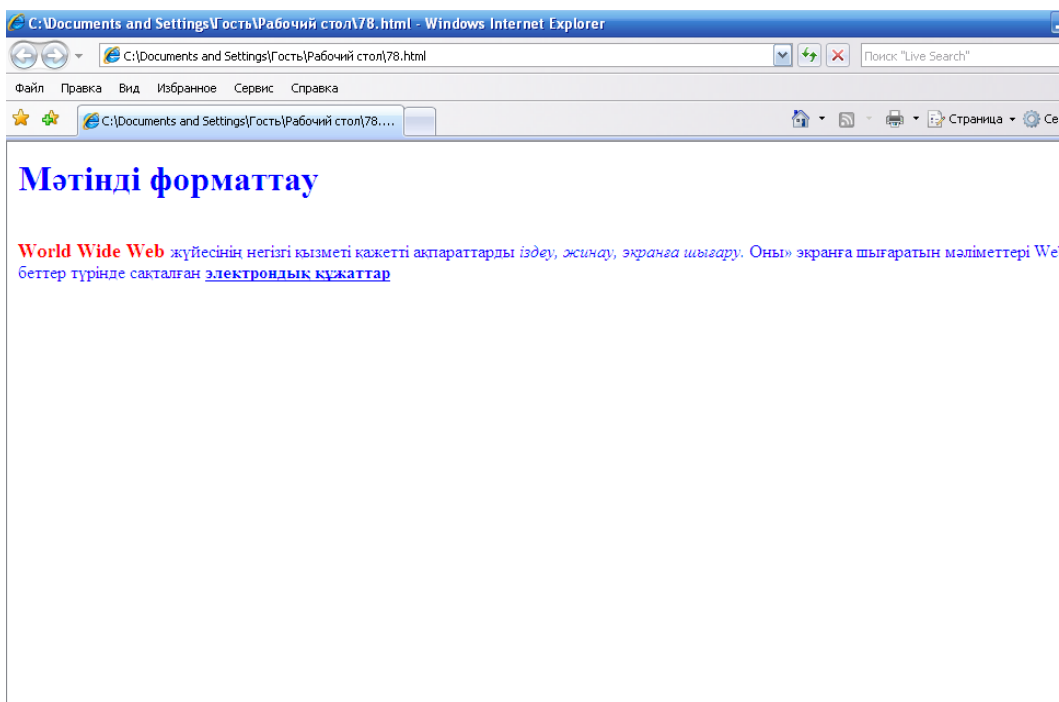 C:\Documents and Settings\Гость\Рабочий стол\78.html - Windows Internet Explorer
C:\Documents and Settings\Гость\Рабочий стол\78.html
Поиск "Live Search"
Файл Правка Вид Избранное Сервис Справка
C:\Documents and Settings\Гость\Рабочий стол\78....
Страница
Се
Мәтінді форматтау
World Wide Web жүйесінің негізгі қызметі қажетті ақпараттарды іздеу, жинау, экранға шығару. Оны» экранға шығаратын мәліметтері We
беттер түрінде сақталған электрондық құжаттар